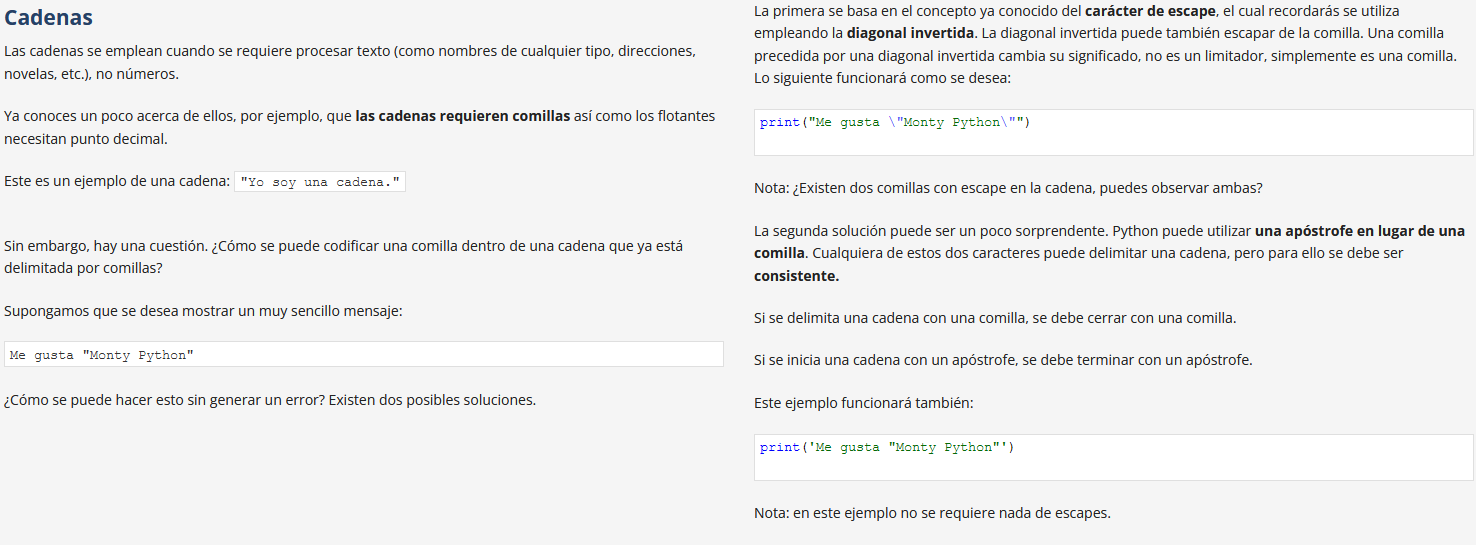 Cadenas
Las cadenas se emplean cuando se requiere procesar texto (como nombres de cualquier tipo, direcciones,
novelas, etc.), no números.
Ya conoces un poco acerca de ellos, por ejemplo, que las cadenas requieren comillas así como los flotantes
necesitan punto decimal.
Este es un ejemplo de una cadena: "Yo soy una cadena."
Sin embargo, hay una cuestión. ¿Cómo se puede codificar una comilla dentro de una cadena que ya está
delimitada por comillas?
Supongamos que se desea mostrar un muy sencillo mensaje:
Me gusta "Monty Python"
¿Cómo se puede hacer esto sin generar un error? Existen dos posibles soluciones.
La primera se basa en el concepto ya conocido del carácter de escape, el cual recordarás se utiliza
empleando la diagonal invertida. La diagonal invertida puede también escapar de la comilla. Una comilla
precedida por una diagonal invertida cambia su significado, no es un limitador, simplemente es una comilla.
Lo siguiente funcionará como se desea:
print("Me gusta \"Monty Python\"")
Nota: ¿Existen dos comillas con escape en la cadena, puedes observar ambas?
La segunda solución puede ser un poco sorprendente. Python puede utilizar una apóstrofe en lugar de una
comilla. Cualquiera de estos dos caracteres puede delimitar una cadena, pero para ello se debe ser
consistente.
Si se delimita una cadena con una comilla, se debe cerrar con una comilla.
Si se inicia una cadena con un apóstrofe, se debe terminar con un apóstrofe.
Este ejemplo funcionará también:
print('Me gusta "Monty Python"')
Nota: en este ejemplo no se requiere nada de escapes.